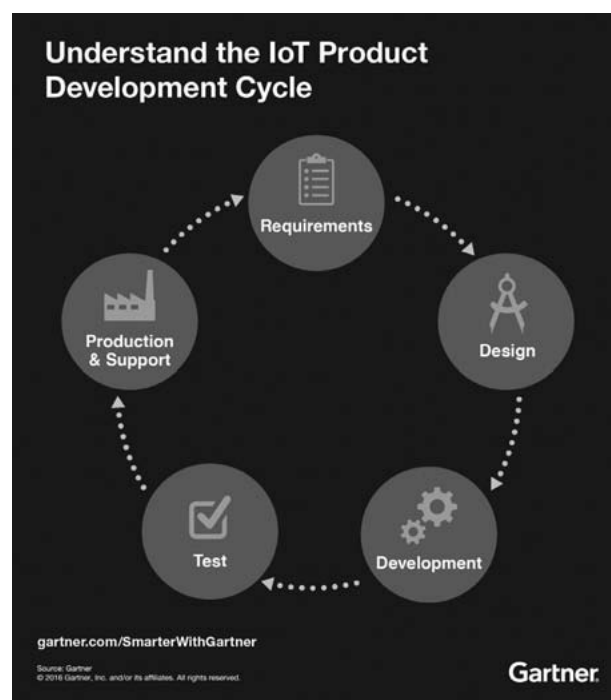 Understand the IoT Product
Development Cycle
Requirements
Design
Development
Test
Production
& Support
gartner.com/SmarterWithGartner
Source: Gartner
© 2016 Gartner, Inc. and/or its affiliates. All rights reserved.
Gartner